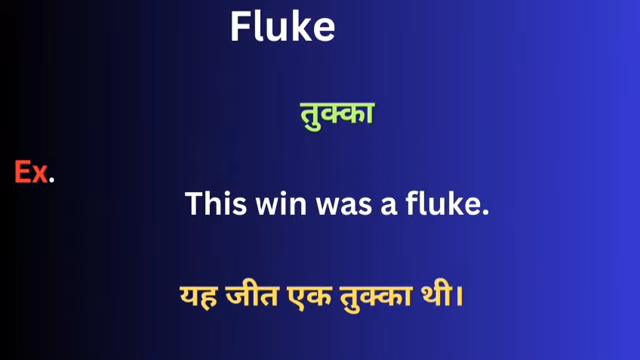 Fluke
तुक्का
Ex.
This win was a fluke.
यह जीत एक तुक्का थी।